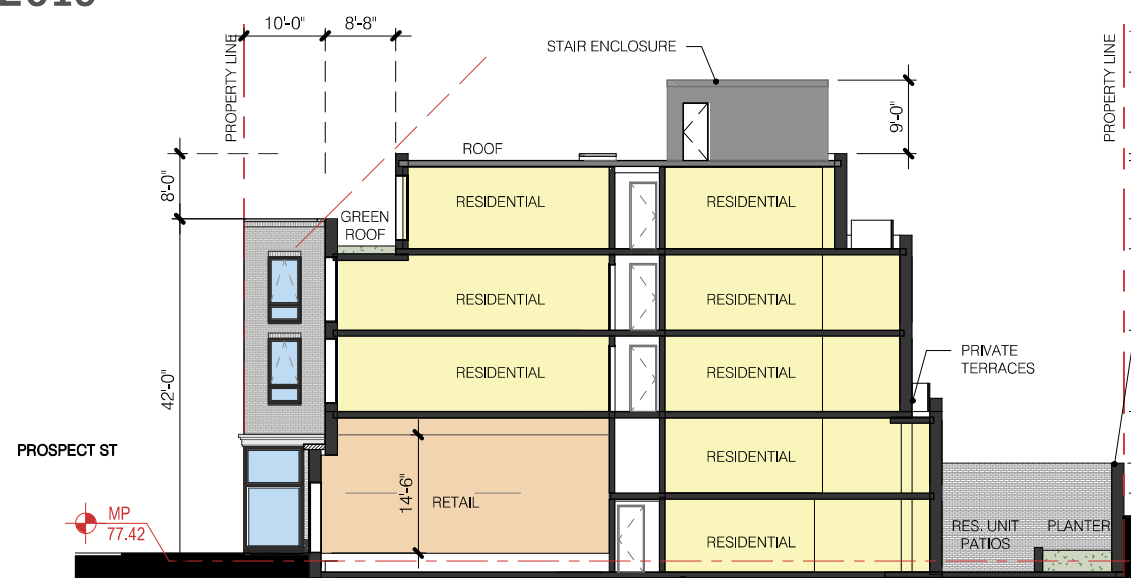 10'-0"
8'-8"
PROPERTY LINE
STAIR ENCLOSURE
PROPERTY LINE
9'-0"
ROOF
8'-0"
RESIDENTIAL
RESIDENTIAL
GREEN
ROOF
RESIDENTIAL
RESIDENTIAL
PRIVATE
TERRACES
RESIDENTIAL
RESIDENTIAL
42'-0"
PROSPECT ST
RESIDENTIAL
14'-6"
RETAIL
MP
77.42
RES. UNIT
PATIOS
PLANTER
RESIDENTIAL